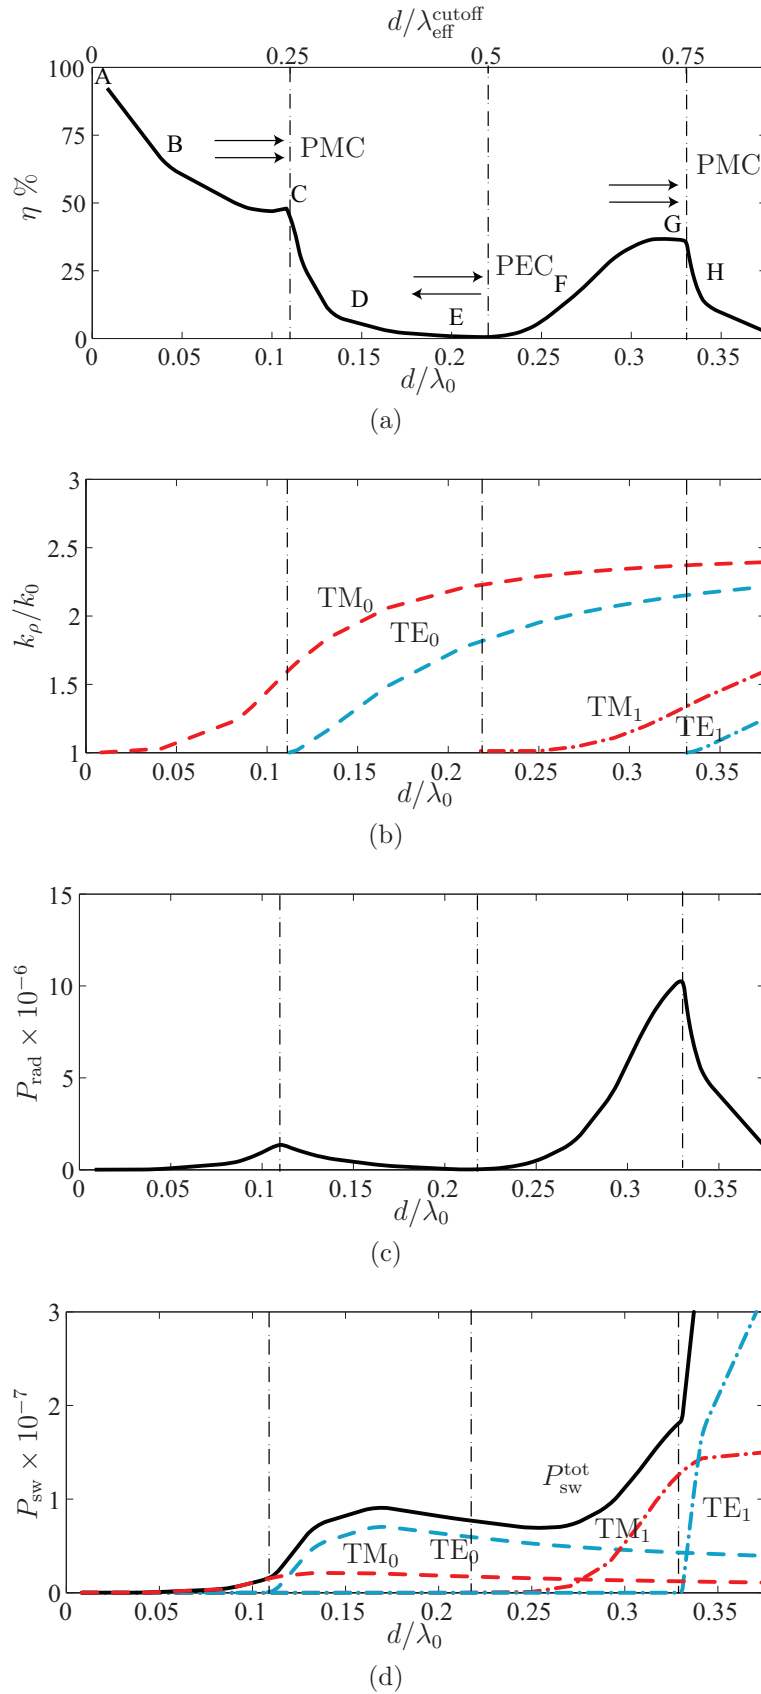 d/λ_eff^cutoff
0 0.25 0.5 0.75
100
75
50
25
0
η %
A
B
C
D
E
F
G
H
PMC
PEC
PMC
0 0.05 0.1 0.15 0.2 0.25 0.3 0.35
d/λ₀
(a)
3
2.5
2
1.5
1
k_ρ/k₀
TM₀
TE₀
TM₁
TE₁
0.05 0.1 0.15 0.2 0.25 0.3 0.35
d/λ₀
(b)
15
10
5
0
P_rad × 10⁻⁶
0 0.05 0.1 0.15 0.2 0.25 0.3 0.35
d/λ₀
(c)
3
2
1
0
P_sw × 10⁻⁷
P_sw^tot
TM₀
TE₀
TM₁
TE₁
0 0.05 0.1 0.15 0.2 0.25 0.3 0.35
d/λ₀
(d)